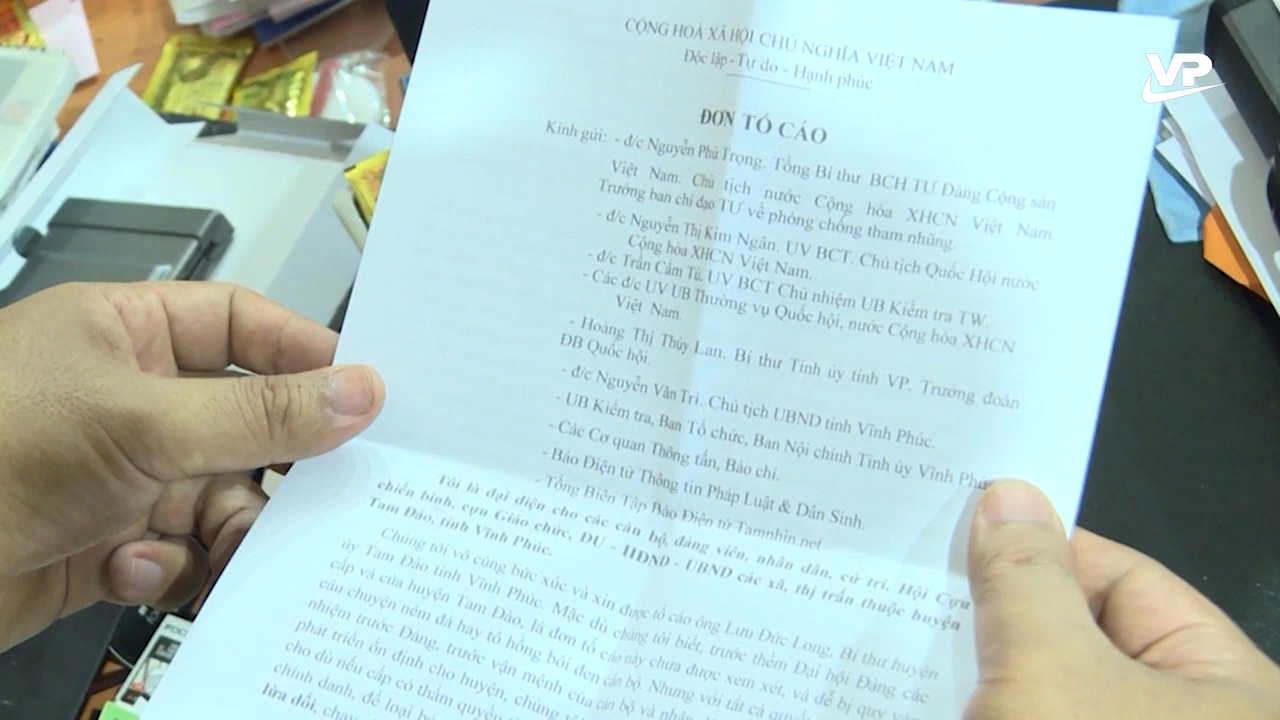 VP
CỘNG HOÀ XÃ HỘI CHỦ NGHĨA VIỆT NAM
Độc lập - Tự do - Hạnh phúc
ĐƠN TỐ CÁO
Kính gửi: - đ/c Nguyễn Phú Trọng. Tổng Bí thư BCH TƯ Đảng Cộng sản
Việt Nam. Chủ tịch nước Cộng hòa XHCN Việt Nam
Trưởng ban chỉ đạo TƯ về phòng chống tham nhũng.
- đ/c Nguyễn Thị Kim Ngân. UV BCT. Chủ tịch Quốc Hội nước
Cộng hòa XHCN Việt Nam.
- đ/c Trần Cẩm Tú. UV BCT Chủ nhiệm UB Kiểm tra TW.
- Các đ/c UV UB Thường vụ Quốc hội, nước Cộng hòa XHCN
Việt Nam.
- Hoàng Thị Thúy Lan. Bí thư Tỉnh ủy tỉnh VP. Trưởng đoàn
ĐB Quốc hội.
- đ/c Nguyễn Văn Trì. Chủ tịch UBND tỉnh Vĩnh Phúc.
- UB Kiểm tra, Ban Tổ chức, Ban Nội chính Tỉnh ủy Vĩnh Phúc
- Các Cơ quan Thông tấn, Báo chí.
- Báo Điện tử Thông tin Pháp Luật & Dân Sinh.
- Tổng Biên Tập Báo Điện tử Tamnhin.net
Tôi là đại diện cho các cán bộ, đảng viên, nhân dân, cử tri, Hội Cựu
chiến binh, cựu Giáo chức, ĐU - HĐND - UBND các xã, thị trấn thuộc huyện
Tam Đảo, tỉnh Vĩnh Phúc.
Chúng tôi vô cùng bức xúc và xin được tố cáo ông Lưu Đức Long, Bí thư huyện
ủy Tam Đảo tỉnh Vĩnh Phúc. Mặc dù chúng tôi biết, trước thềm Đại hội Đảng các
cấp và của huyện Tam Đảo, lá đơn tố cáo này chưa được xem xét, và dễ bị quy vào
câu chuyện ném đá hay tô hồng bôi đen cán bộ. Nhưng với tất cả
phát triển ổn định cho huyện, chúng tôi
nhiệm trước Đảng, trước vận mệnh của cán bộ và nhân
cho dù nếu cấp có thẩm quyền
chính danh, để loại
lừa dối, chạy